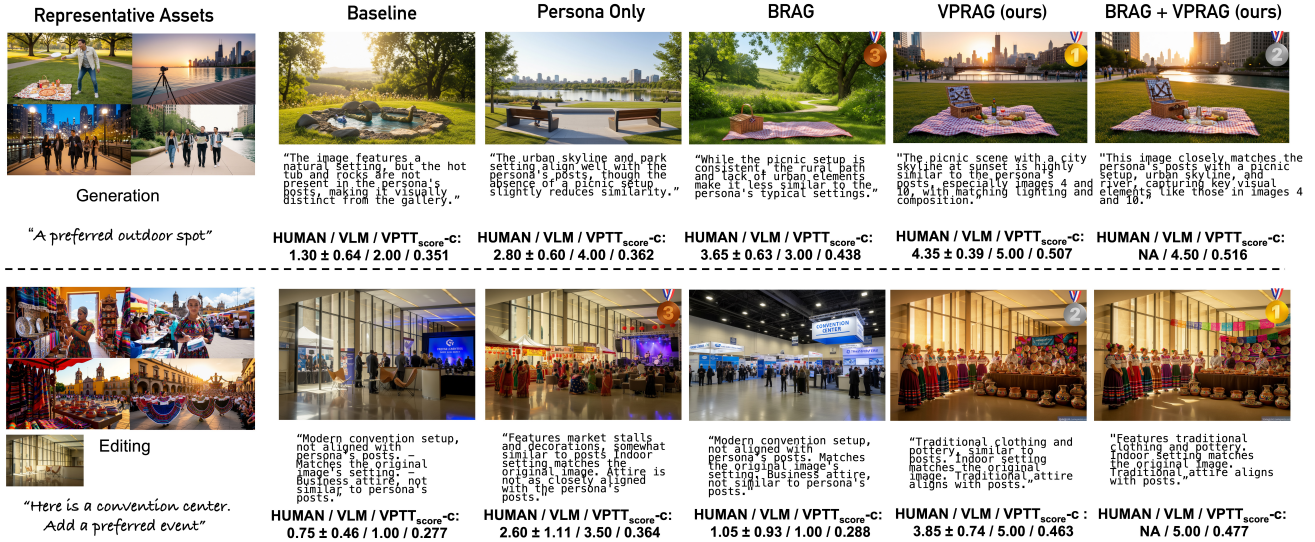 Representative Assets
Baseline
Persona Only
BRAG
VPRAG (ours)
BRAG + VPRAG (ours)
3
1
2
"The image features a
natural setting, but the hot
tub and rocks are not
present in the persona's
posts, making it visually
distinct from the gallery."
"The urban skyline and park
setting align well with the
persona's posts, though the
absence of a picnic setup
slightly reduces similarity."
"While the picnic setup is
consistent, the rural path
and lack of urban elements
make it less similar to the
persona's typical settings."
"The picnic scene with a city
skyline at sunset is highly
similar to the persona's
posts, especially images 4 and
10, with matching lighting and
composition."
"This image closely matches the
persona's posts with a picnic
setup, urban skyline, and
river, capturing key visual
elements like those in images 4
and 10."
Generation
"A preferred outdoor spot"
HUMAN / VLM / VPTTscore-c:
1.30 ± 0.64 / 2.00 / 0.351
HUMAN / VLM / VPTTscore-c:
2.80 ± 0.60 / 4.00 / 0.362
HUMAN / VLM / VPTTscore-c:
3.65 ± 0.63 / 3.00 / 0.438
HUMAN / VLM / VPTTscore-c:
4.35 ± 0.39 / 5.00 / 0.507
HUMAN / VLM / VPTTscore-c:
NA / 4.50 / 0.516
3
CONVENTION
CENTER
2
1
Editing
"Here is a convention center.
Add a preferred event"
"Modern convention setup,
not aligned with
persona's posts. –
Matches the original
image's setting. –
Business attire, not
similar to persona's
posts."
"Features market stalls
and decorations, somewhat
similar to posts Indoor
setting matches the
original image. Attire is
not as closely aligned
with the persona's
posts."
"Modern convention setup,
not aligned with
persona's posts. Matches
the original image's
setting. Business attire,
not similar to persona's
posts."
"Traditional clothing and
pottery, similar to
posts. Indoor setting
matches the original
image. Traditional attire
aligns with posts."
"Features traditional
clothing and pottery.
Indoor setting matches
the original image.
Traditional attire aligns
with posts."
HUMAN / VLM / VPTTscore-c:
0.75 ± 0.46 / 1.00 / 0.277
HUMAN / VLM / VPTTscore-c:
2.60 ± 1.11 / 3.50 / 0.364
HUMAN / VLM / VPTTscore-c:
1.05 ± 0.93 / 1.00 / 0.288
HUMAN / VLM / VPTTscore-c :
3.85 ± 0.74 / 5.00 / 0.463
HUMAN / VLM / VPTTscore-c:
NA / 5.00 / 0.477